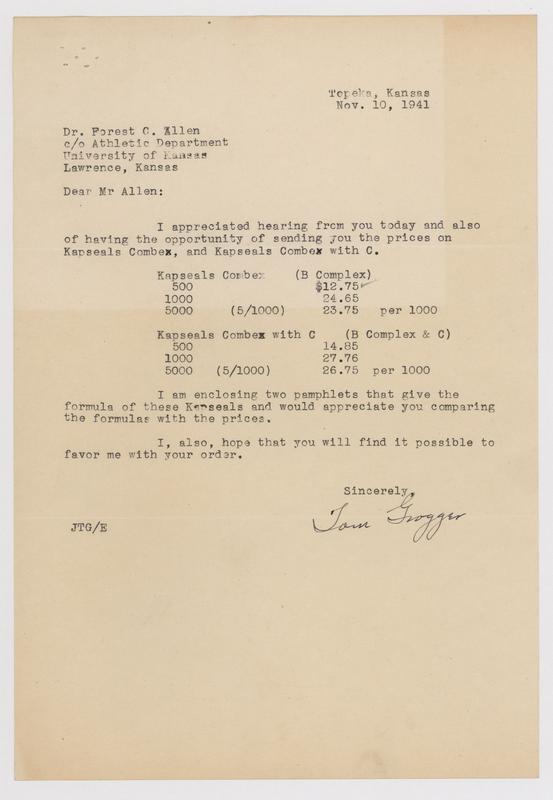 Topeka, Kansas
Nov. 10, 1941
Dr. Forest C. Allen
c/o Athletic Department
University of Kansas
Lawrence, Kansas
Dear Mr Allen:
I appreciated hearing from you today and also
of having the opportunity of sending you the prices on
Kapseals Combex, and Kapseals Combex with C.
Kapseals Combex (B Complex)
500 $12.75
1000 24.65
5000 (5/1000) 23.75 per 1000
Kapseals Combex with C (B Complex & C)
500 14.85
1000 27.76
5000 (5/1000) 26.75 per 1000
I am enclosing two pamphlets that give the
formula of these Kapseals and would appreciate you comparing
the formulas with the prices.
I, also, hope that you will find it possible to
favor me with your order.
Sincerely,
Tom Grogger
JTG/E